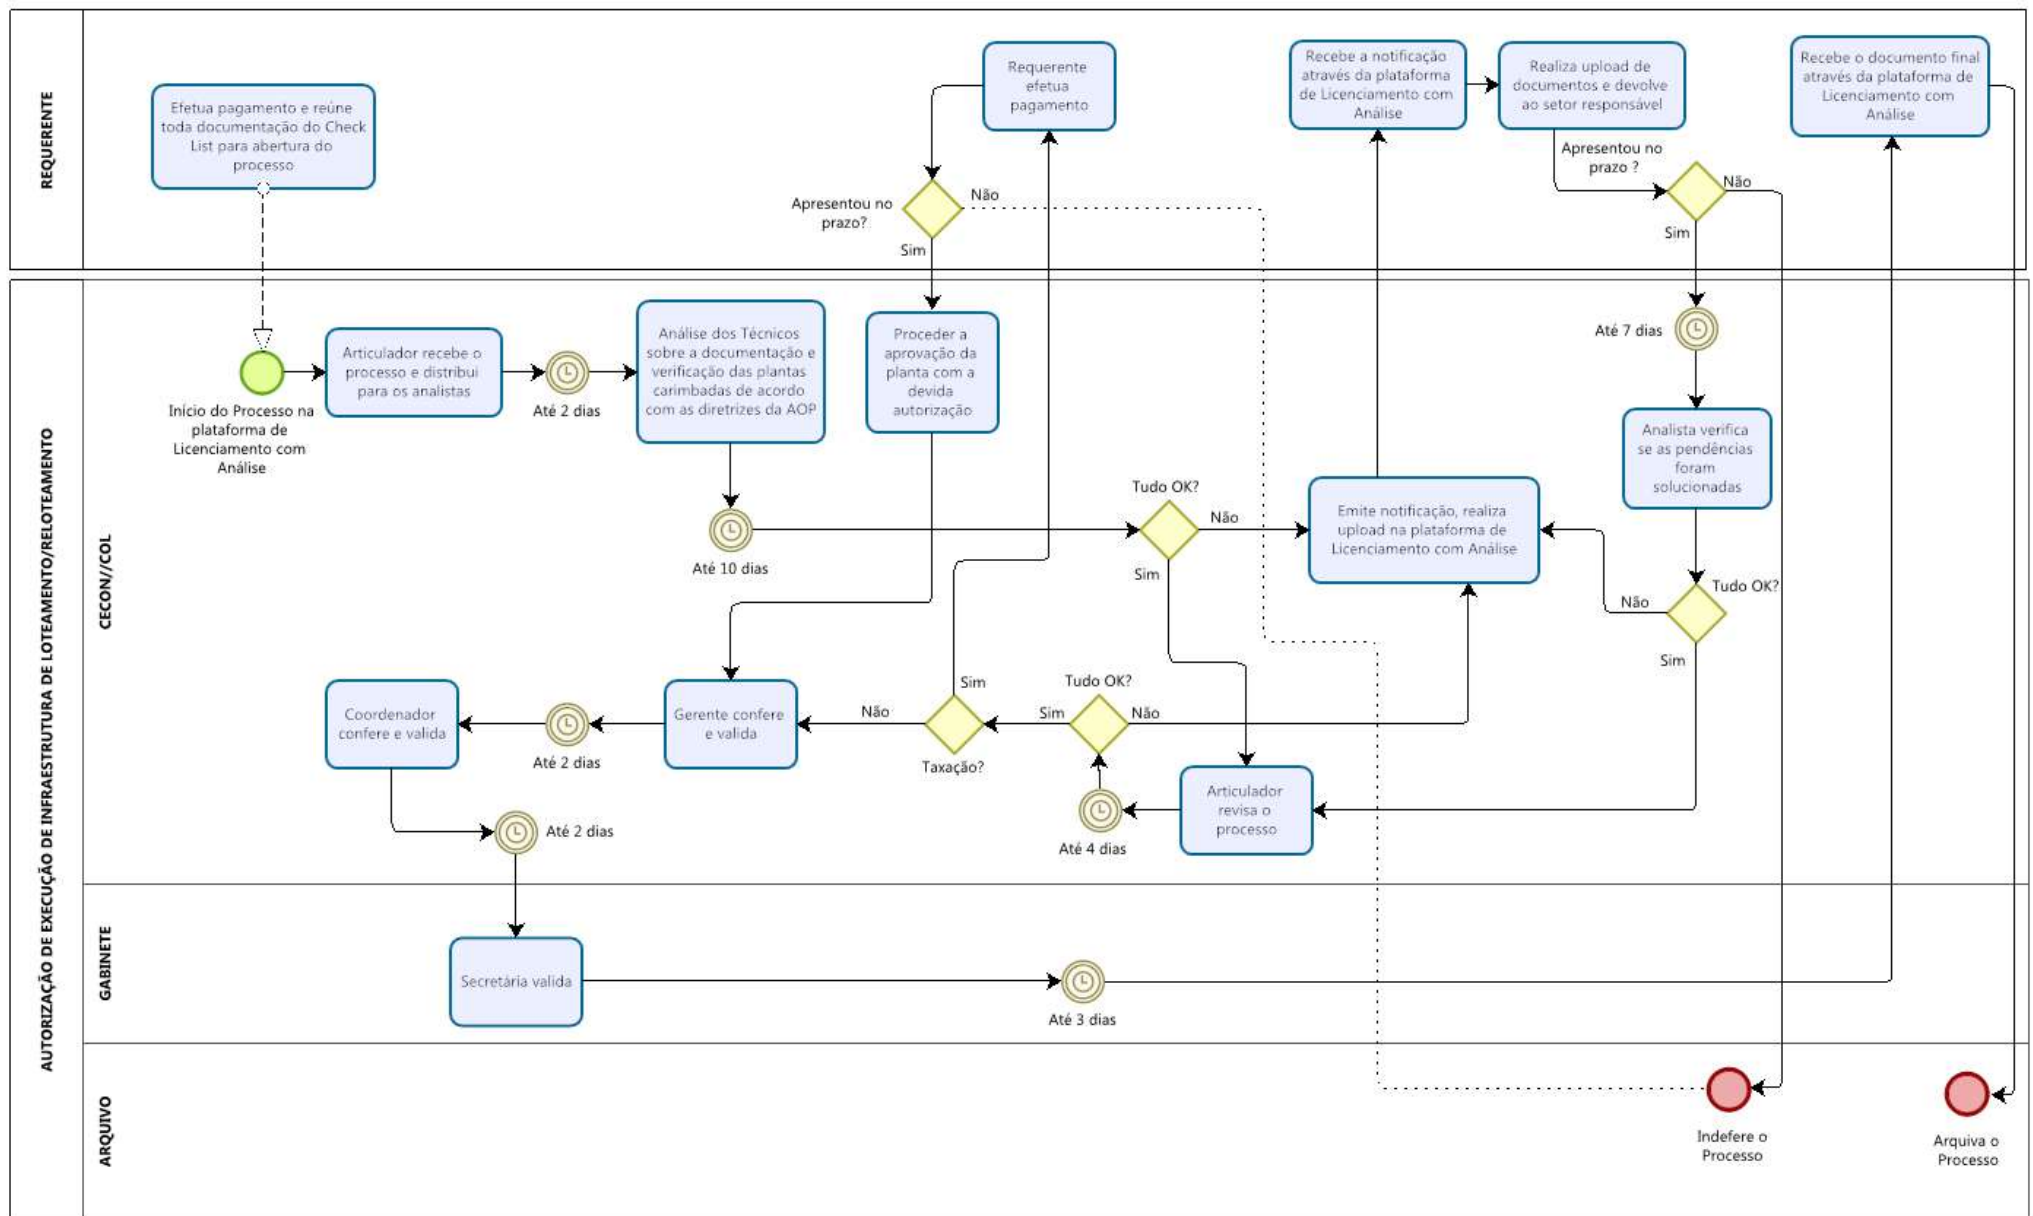 REQUERENTE
Efetua pagamento e reúne
toda documentação do Check
List para abertura do
processo
Requerente
efetua
pagamento
Apresentou no
prazo?
Não
Sim
Recebe a notificação
através da plataforma
de Licenciamento com
Análise
Realiza upload de
documentos e devolve
ao setor responsável
Apresentou no
prazo ?
Não
Sim
Recebe o documento final
através da plataforma de
Licenciamento com
Análise
AUTORIZAÇÃO DE EXECUÇÃO DE INFRAESTRUTURA DE LOTEAMENTO/RELOTEAMENTO
CECON//COL
Início do Processo na
plataforma de
Licenciamento com
Análise
Articulador recebe o
processo e distribui
para os analistas
Até 2 dias
Análise dos Técnicos
sobre a documentação e
verificação das plantas
carimbadas de acordo
com as diretrizes da AOP
Até 10 dias
Proceder a
aprovação da
planta com a
devida
autorização
Tudo OK?
Não
Sim
Emite notificação, realiza
upload na plataforma de
Licenciamento com Análise
Até 7 dias
Analista verifica
se as pendências
foram
solucionadas
Tudo OK?
Não
Sim
Coordenador
confere e valida
Até 2 dias
Gerente confere
e valida
Não
Sim
Taxação?
Tudo OK?
Sim
Não
Articulador
revisa o
processo
Até 4 dias
Até 2 dias
GABINETE
Secretária valida
Até 3 dias
ARQUIVO
Indefere o
Processo
Arquiva o
Processo